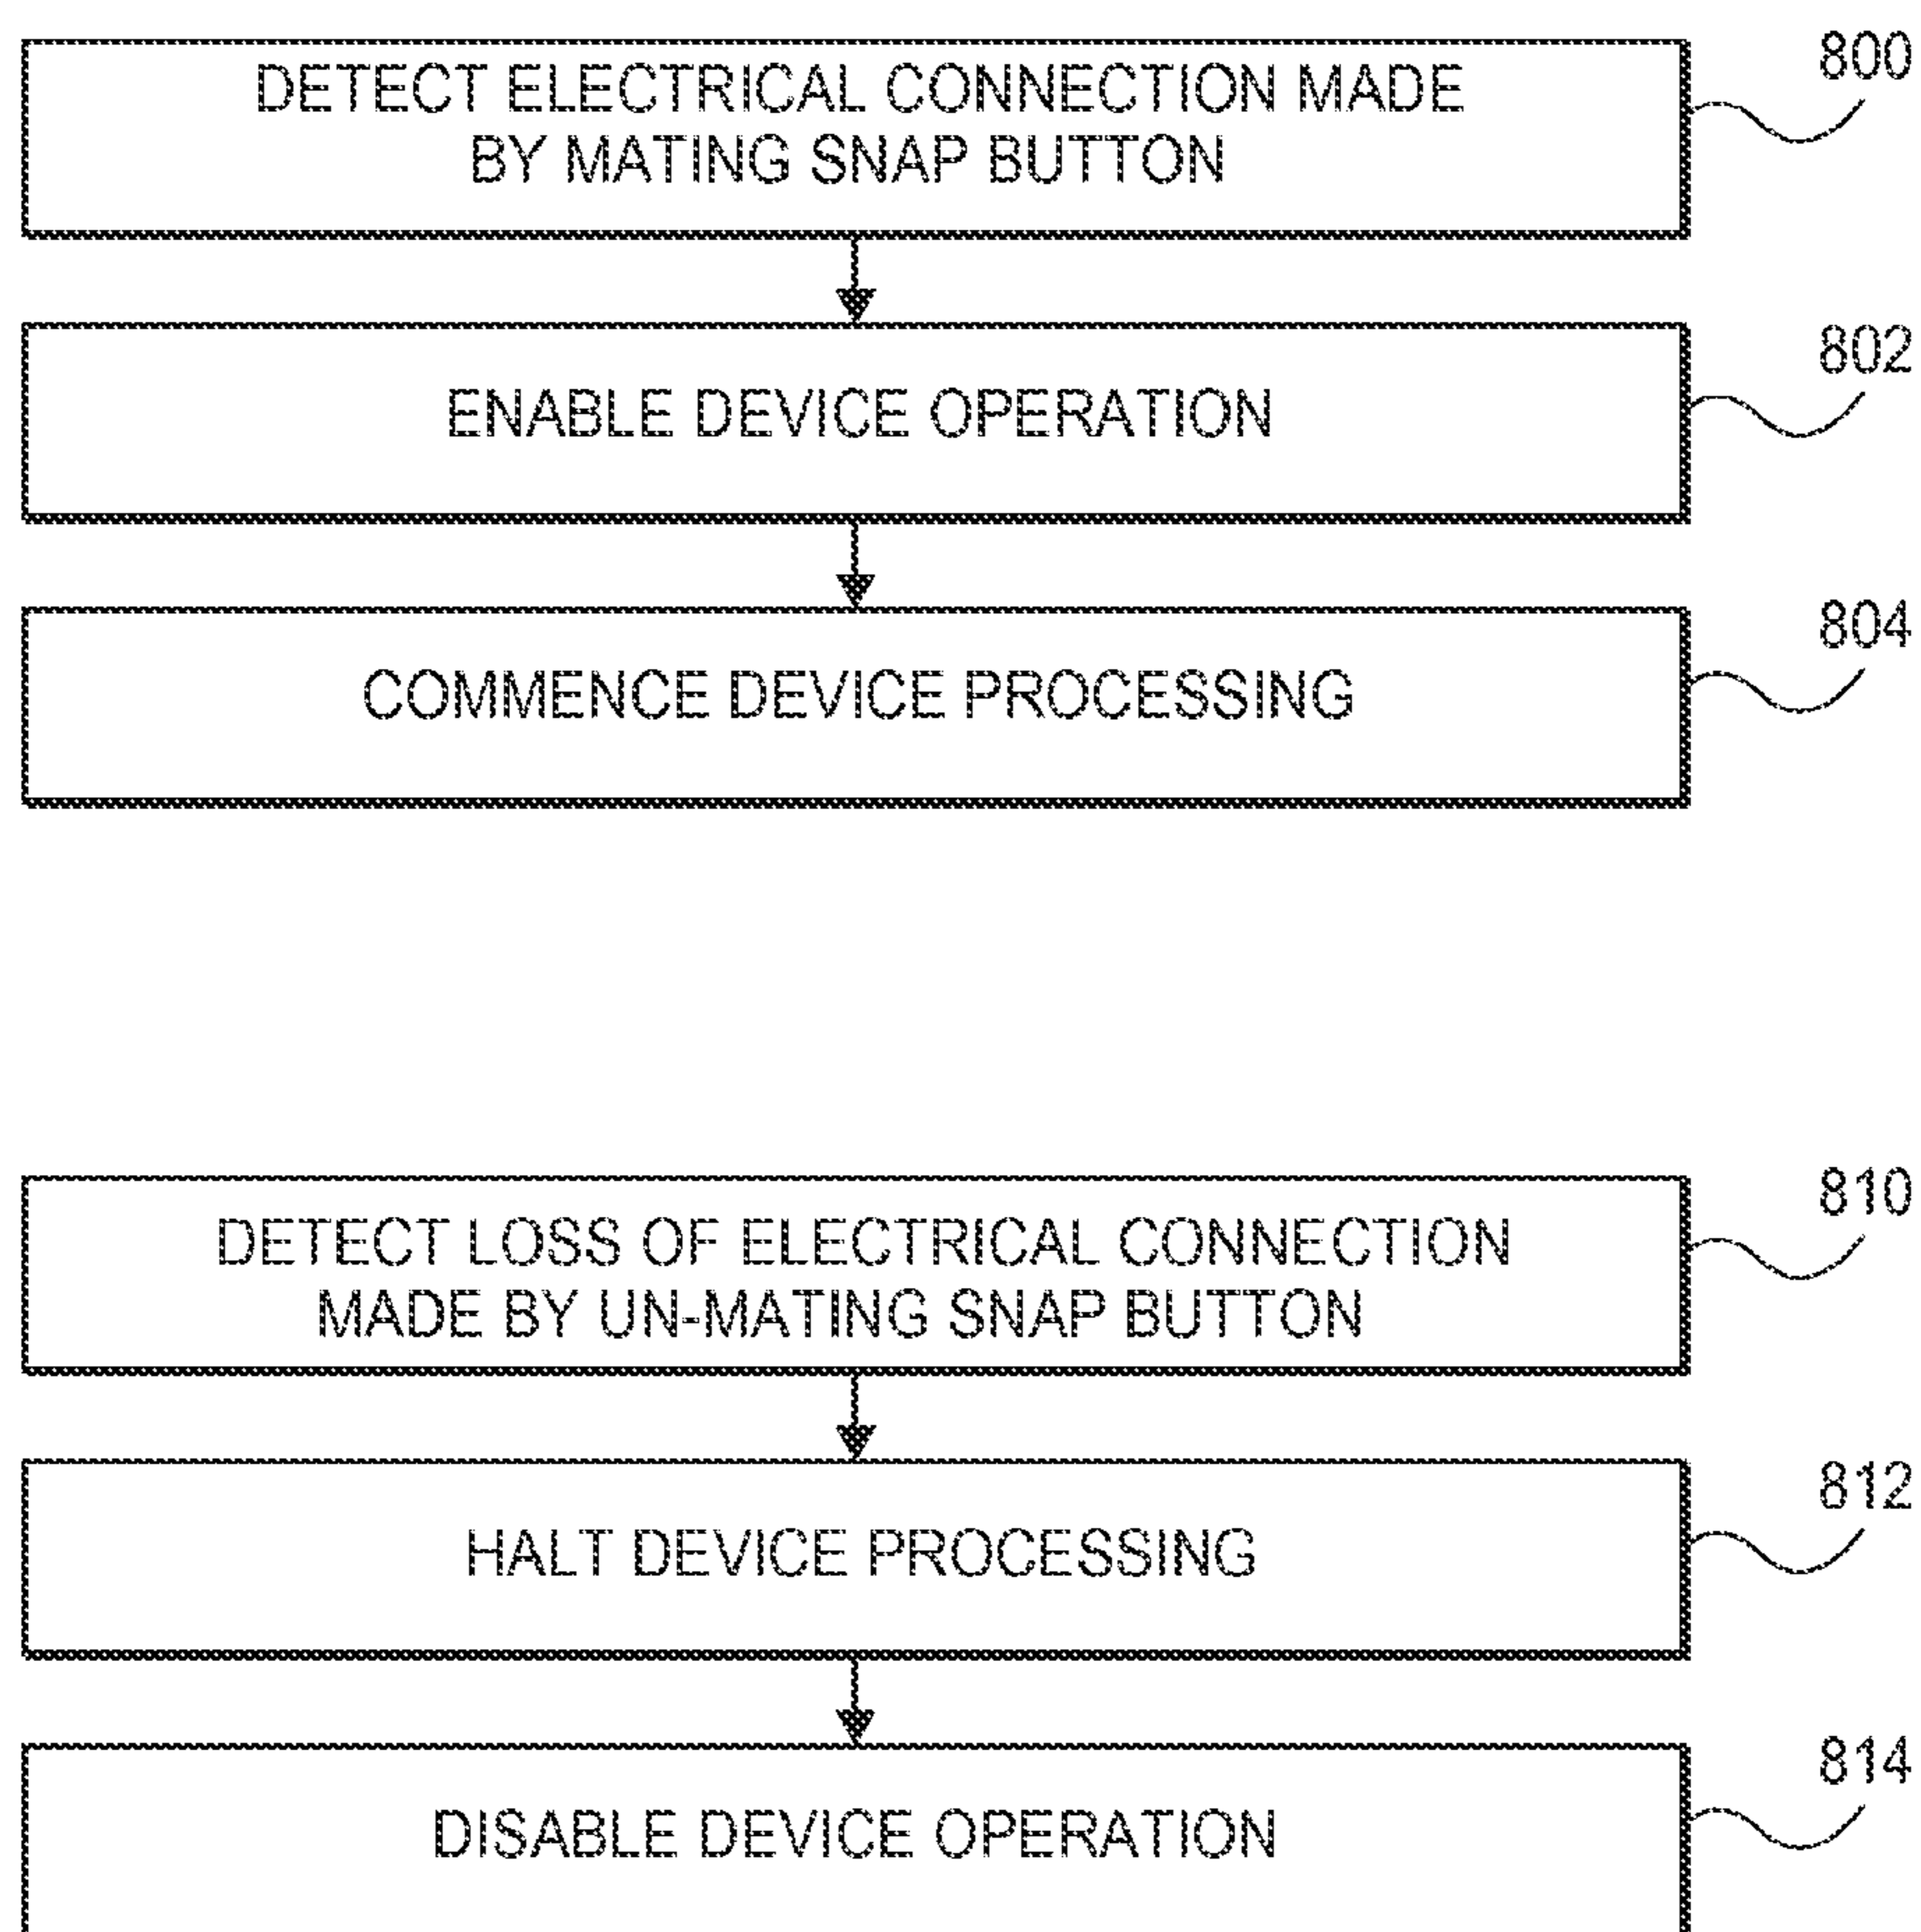 DETECT ELECTRICAL CONNECTION MADE
BY MATING SNAP BUTTON
800
ENABLE DEVICE OPERATION
802
COMMENCE DEVICE PROCESSING
804
DETECT LOSS OF ELECTRICAL CONNECTION
MADE BY UN-MATING SNAP BUTTON
810
HALT DEVICE PROCESSING
812
DISABLE DEVICE OPERATION
814